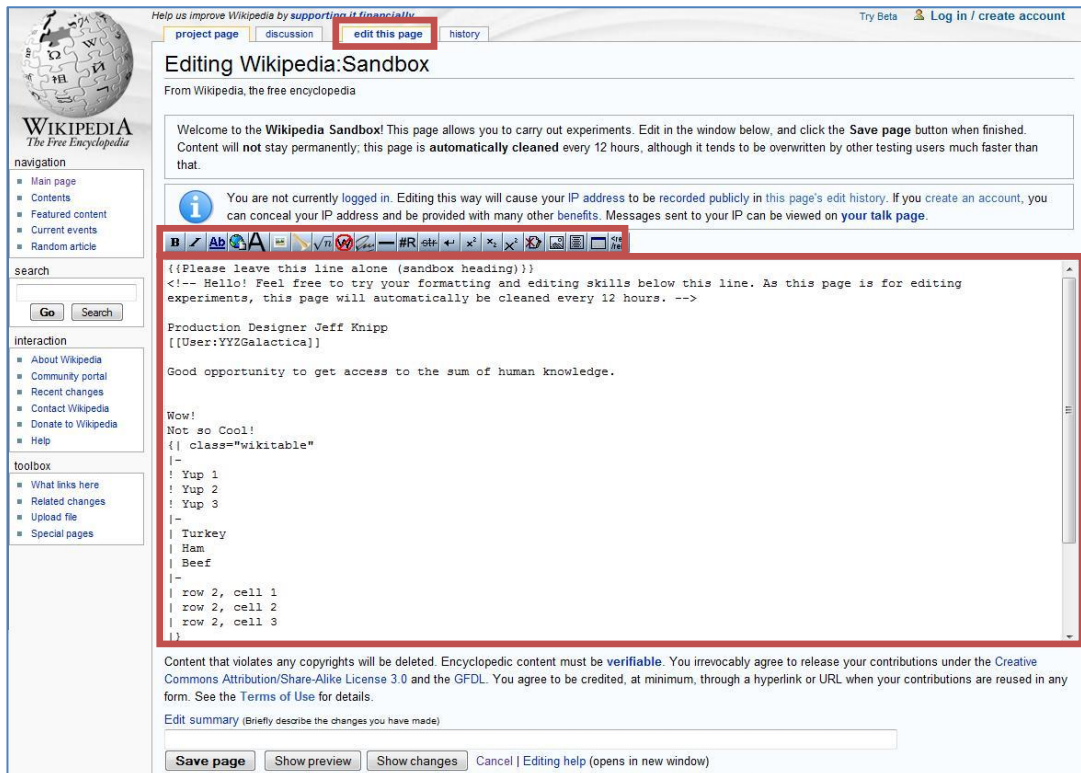 Help us improve Wikipedia by supporting it financially
Try Beta Log in / create account
project page discussion edit this page history
Editing Wikipedia:Sandbox
From Wikipedia, the free encyclopedia
Welcome to the Wikipedia Sandbox! This page allows you to carry out experiments. Edit in the window below, and click the Save page button when finished.
Content will not stay permanently; this page is automatically cleaned every 12 hours, although it tends to be overwritten by other testing users much faster than
that.
You are not currently logged in. Editing this way will cause your IP address to be recorded publicly in this page's edit history. If you create an account, you
can conceal your IP address and be provided with many other benefits. Messages sent to your IP can be viewed on your talk page.
WIKIPEDIA
The Free Encyclopedia
navigation
Main page
Contents
Featured content
Current events
Random article
search
Go Search
interaction
About Wikipedia
Community portal
Recent changes
Contact Wikipedia
Donate to Wikipedia
Help
toolbox
What links here
Related changes
Upload file
Special pages
B I Ab A √n W #R str x² x₂ x²
{{Please leave this line alone (sandbox heading)}}
<!-- Hello! Feel free to try your formatting and editing skills below this line. As this page is for editing
experiments, this page will automatically be cleaned every 12 hours. -->
Production Designer Jeff Knipp
[[User:YYZGalactica]]
Good opportunity to get access to the sum of human knowledge.
Wow!
Not so Cool!
{| class="wikitable"
|-
! Yup 1
! Yup 2
! Yup 3
|-
| Turkey
| Ham
| Beef
|-
| row 2, cell 1
| row 2, cell 2
| row 2, cell 3
|}
Content that violates any copyrights will be deleted. Encyclopedic content must be verifiable. You irrevocably agree to release your contributions under the Creative
Commons Attribution/Share-Alike License 3.0 and the GFDL. You agree to be credited, at minimum, through a hyperlink or URL when your contributions are reused in any
form. See the Terms of Use for details.
Edit summary (Briefly describe the changes you have made)
Save page Show preview Show changes Cancel | Editing help (opens in new window)